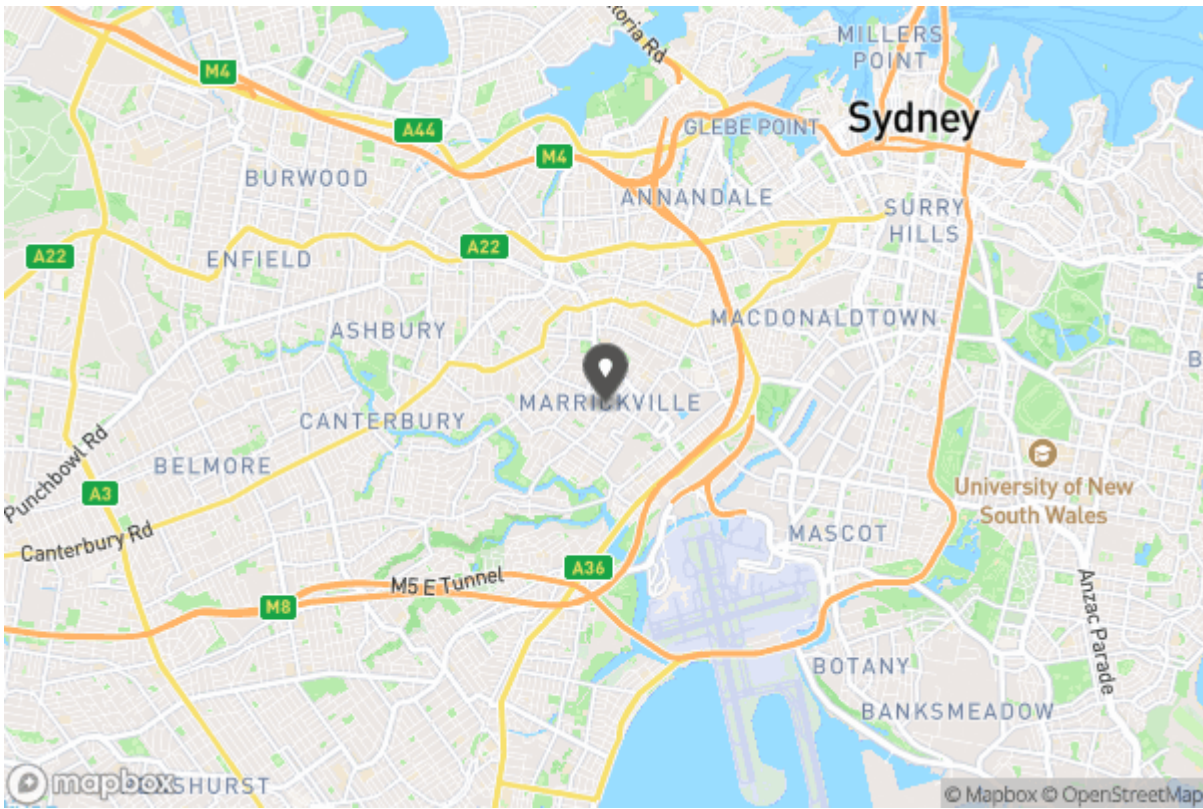 toria Rd
MILLERS
POINT
M4
A44
M4
GLEBE POINT
Sydney
BURWOOD
ANNANDALE
SURRY
HILLS
A22
ENFIELD
A22
ASHBURY
MACDONALDTOWN
MARRICKVILLE
CANTERBURY
Punchbowl Rd
BELMORE
A3
University of New
South Wales
Canterbury Rd
MASCOT
A36
M5 E Tunnel
M8
Anzac Parade
BOTANY
BANKSMEADOW
mapbox
SHURST
© Mapbox © OpenStreetMap